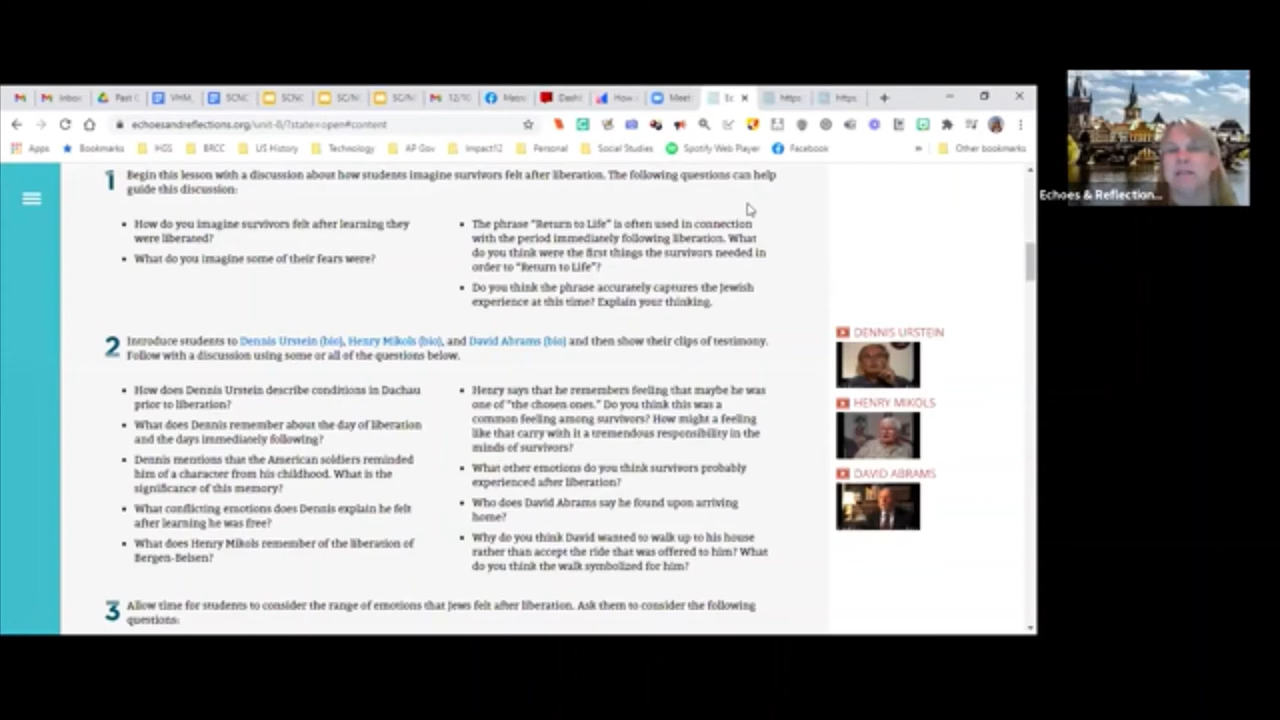 Inbox
Past C
VHM,
SCNC
SCNC
SG/N
SG/N
12/10
Metro
Dashl
How
Meet
Ec
https
https
echoesandreflections.org/unit-8/?state=open#content
Apps
Bookmarks
HGS
BRCC
US History
Technology
AP Gov
Impact12
Personal
Social Studies
Spotify Web Player
Facebook
»
Other bookmarks
1
Begin this lesson with a discussion about how students imagine survivors felt after liberation. The following questions can help
guide this discussion:
• How do you imagine survivors felt after learning they
were liberated?
• What do you imagine some of their fears were?
• The phrase “Return to Life” is often used in connection
with the period immediately following liberation. What
do you think were the first things the survivors needed in
order to “Return to Life”?
• Do you think the phrase accurately captures the Jewish
experience at this time? Explain your thinking.
2
Introduce students to Dennis Urstein (bio), Henry Mikols (bio), and David Abrams (bio) and then show their clips of testimony.
Follow with a discussion using some or all of the questions below.
• How does Dennis Urstein describe conditions in Dachau
prior to liberation?
• What does Dennis remember about the day of liberation
and the days immediately following?
• Dennis mentions that the American soldiers reminded
him of a character from his childhood. What is the
significance of this memory?
• What conflicting emotions does Dennis explain he felt
after learning he was free?
• What does Henry Mikols remember of the liberation of
Bergen-Belsen?
• Henry says that he remembers feeling that maybe he was
one of “the chosen ones.” Do you think this was a
common feeling among survivors? How might a feeling
like that carry with it a tremendous responsibility in the
minds of survivors?
• What other emotions do you think survivors probably
experienced after liberation?
• Who does David Abrams say he found upon arriving
home?
• Why do you think David wanted to walk up to his house
rather than accept the ride that was offered to him? What
do you think the walk symbolized for him?
3
Allow time for students to consider the range of emotions that Jews felt after liberation. Ask them to consider the following
questions:
DENNIS URSTEIN
HENRY MIKOLS
DAVID ABRAMS
Echoes & Reflection...